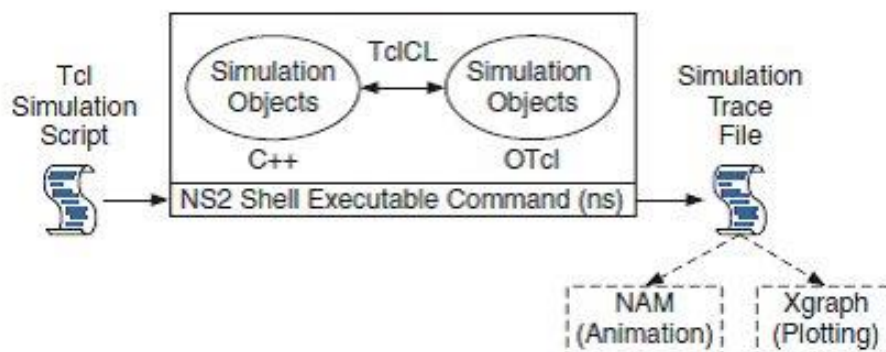 Tcl
Simulation
Script
Simulation
Objects
C++
TclCL
Simulation
Objects
OTcl
NS2 Shell Executable Command (ns)
Simulation
Trace
File
NAM
(Animation)
Xgraph
(Plotting)